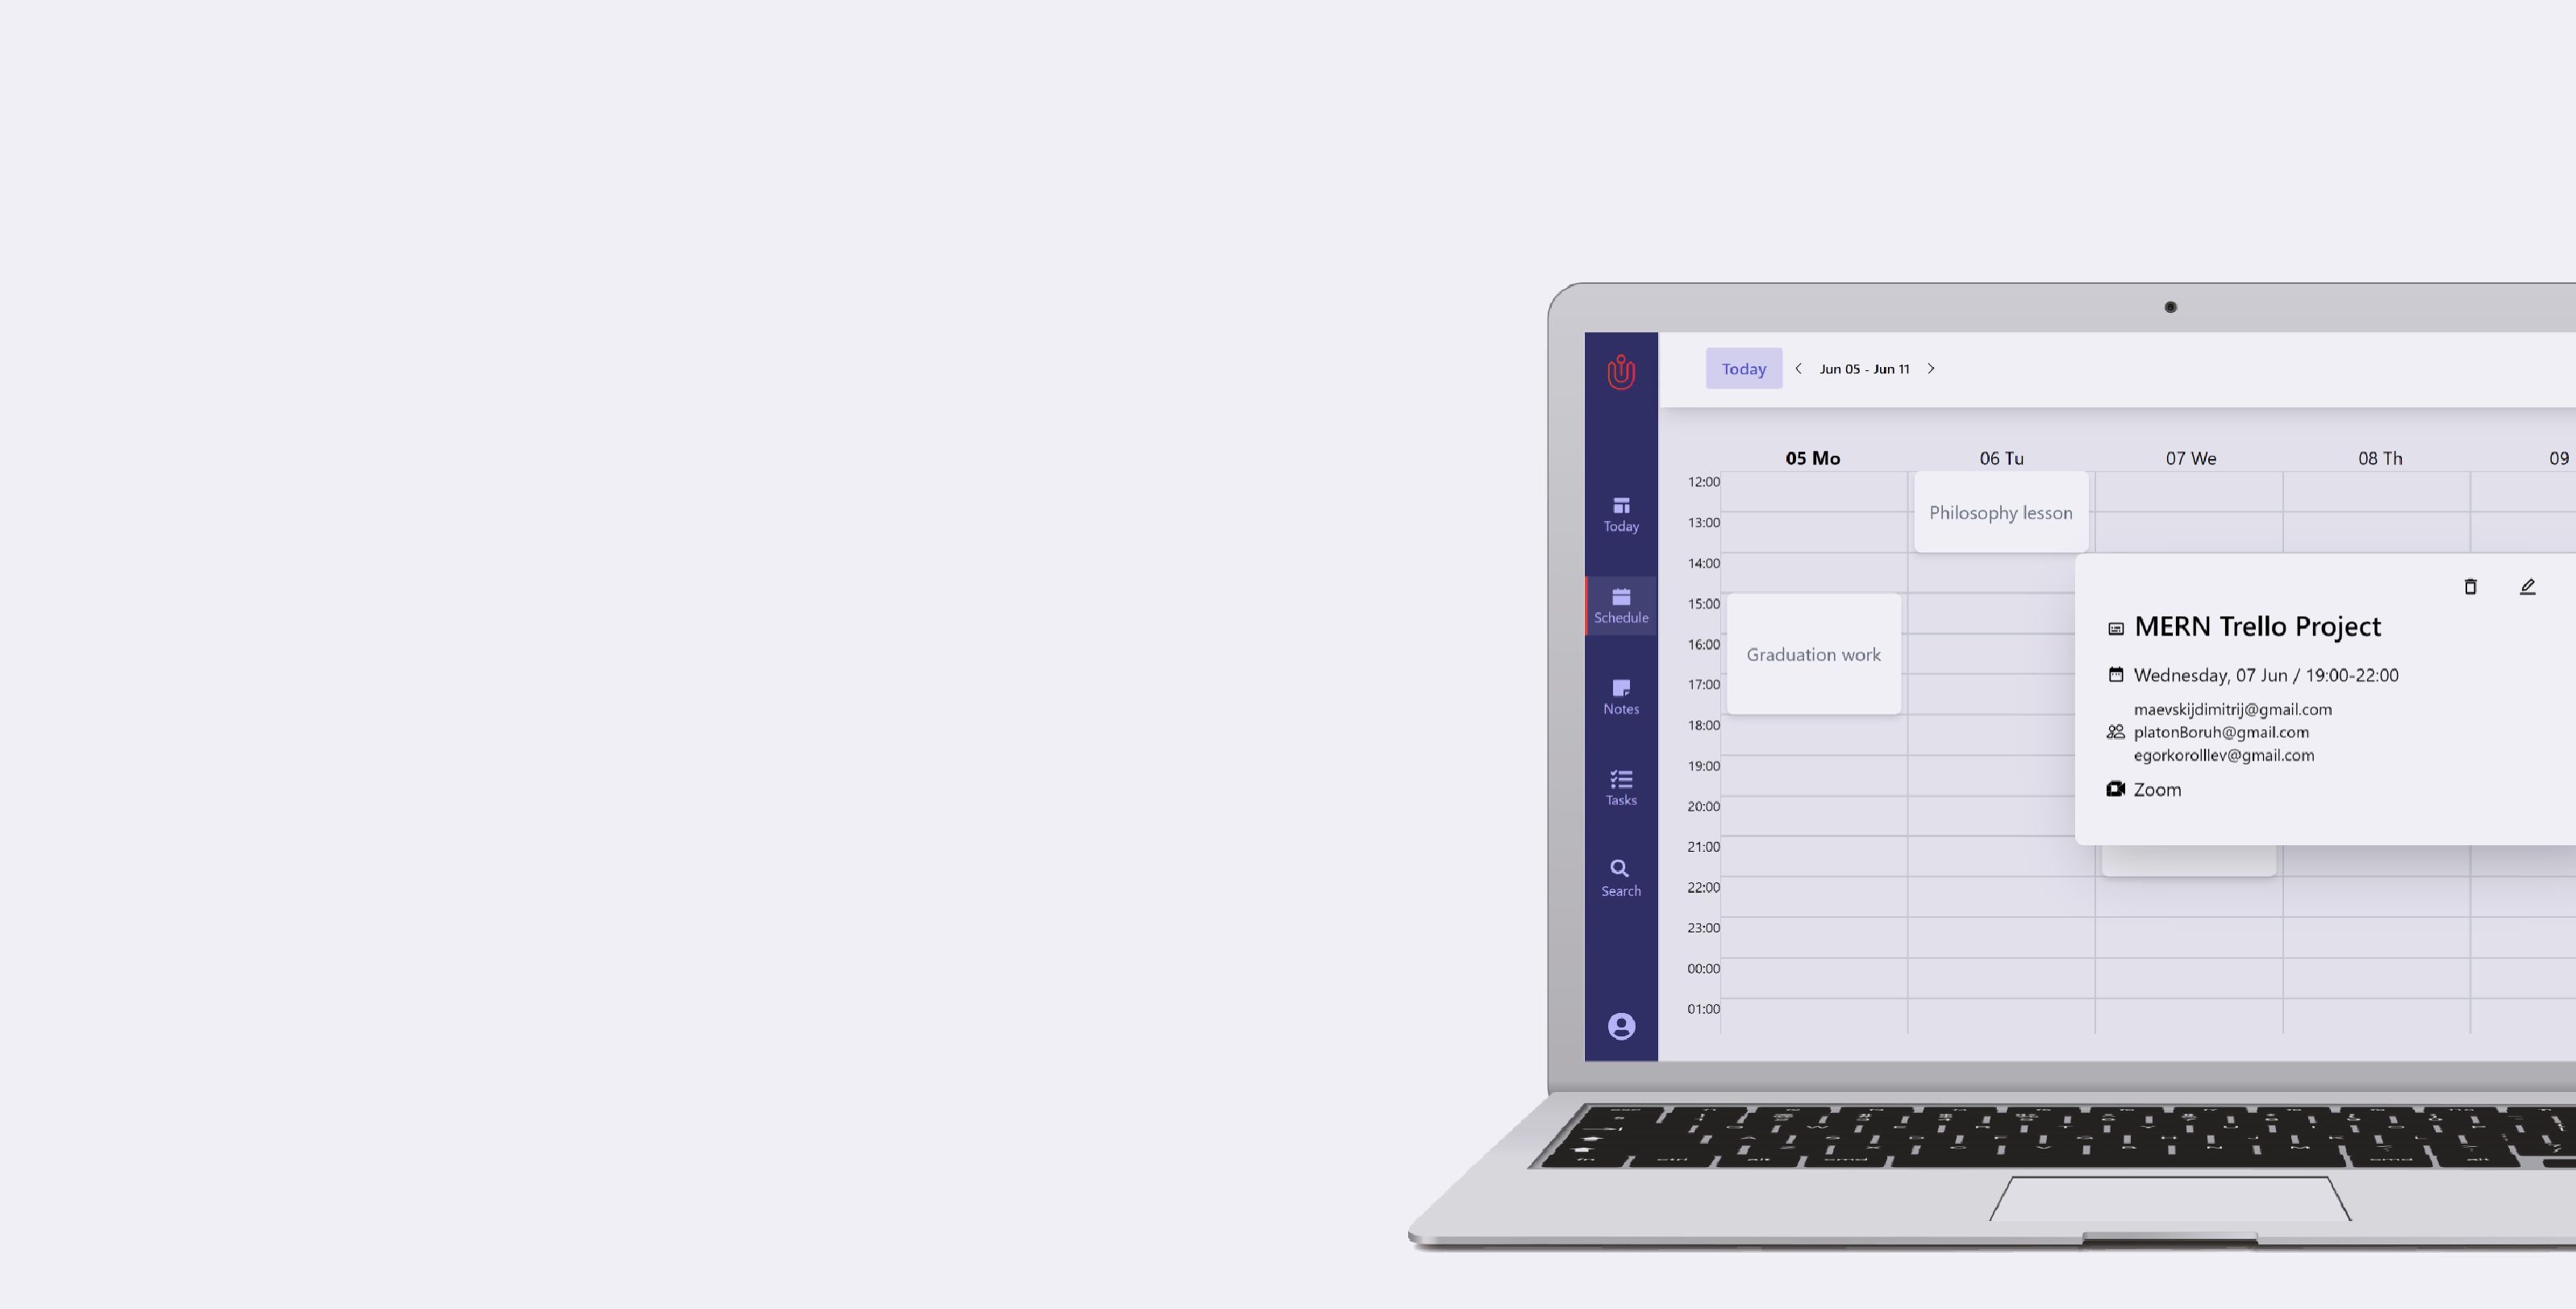 Today
Jun 05 - Jun 11
05 Mo
06 Tu
07 We
08 Th
09
Today
Schedule
Notes
Tasks
Search
12:00
13:00
14:00
15:00
16:00
17:00
18:00
19:00
20:00
21:00
22:00
23:00
00:00
01:00
Philosophy lesson
Graduation work
MERN Trello Project
Wednesday, 07 Jun / 19:00-22:00
maevskijdimitrij@gmail.com
platonBoruh@gmail.com
egorkorolllev@gmail.com
Zoom